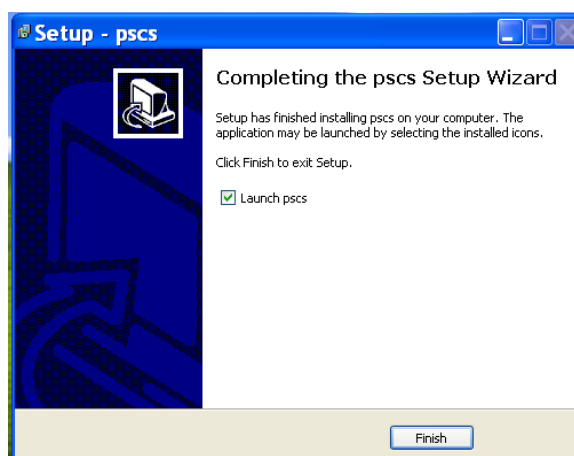 Setup - pscs
Completing the pscs Setup Wizard
Setup has finished installing pscs on your computer. The
application may be launched by selecting the installed icons.
Click Finish to exit Setup.
Launch pscs
Finish